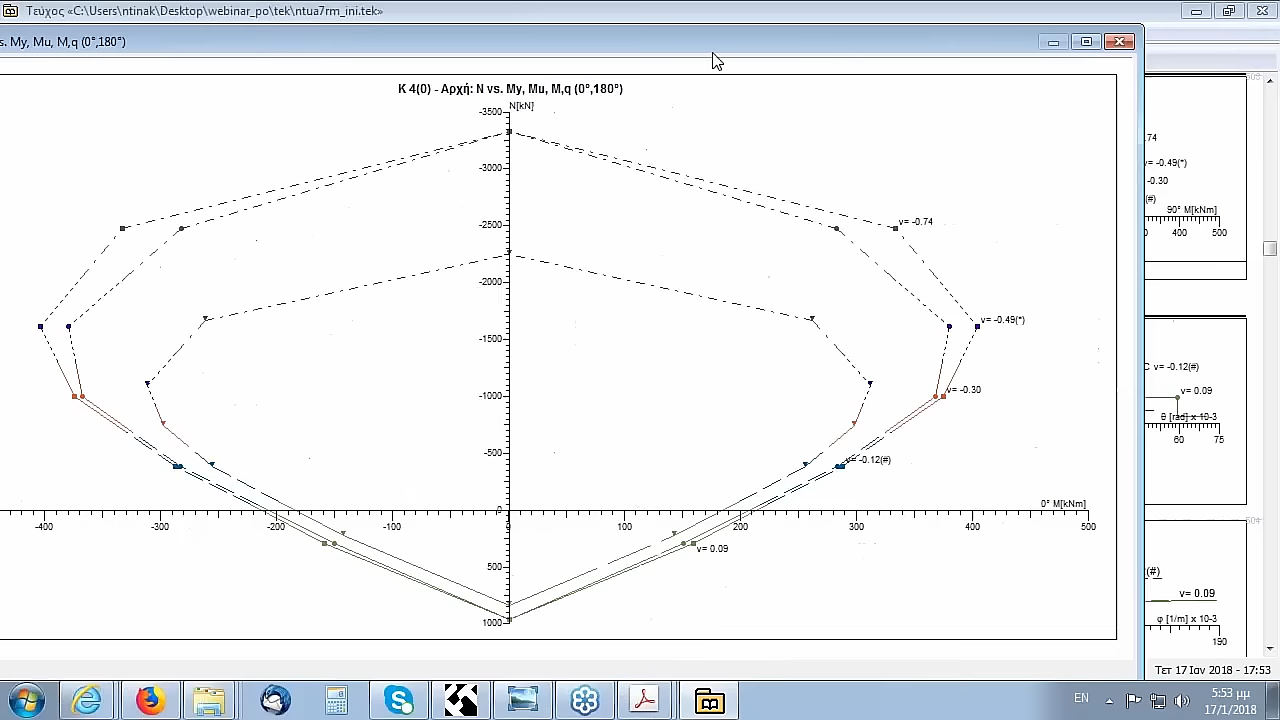 Τεύχος «C:\Users\ntinak\Desktop\webinar_po\tek\ntua7rm_ini.tek»
s. My, Mu, M,q (0°,180°)
K 4(0) - Αρχή: N vs. My, Mu, M,q (0°,180°)
N[kN]
-3500
-3000
-2500
-2000
-1500
-1000
-500
0
500
1000
-400
-300
-200
-100
0
100
200
300
400
500
0° M[kNm]
v= -0.74
v= -0.49(*)
v= -0.30
v= -0.12(#)
v= 0.09
74
v= -0.49(*)
-0.30
(#)
90° M[kNm]
400
500
v= -0.12(#)
v= 0.09
θ [rad] x 10-3
60
75
504
(#)
v= 0.09
φ [1/m] x 10-3
190
Τετ 17 Ιαν 2018 - 17:53
EN
5:53 μμ
17/1/2018